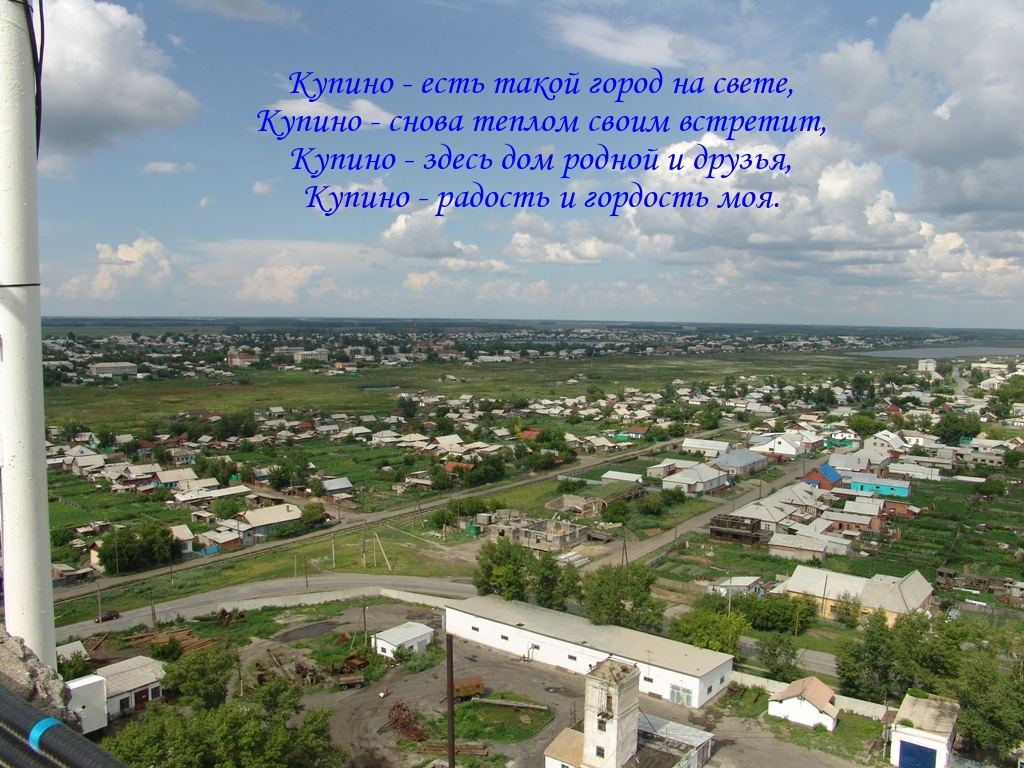 Купино - есть такой город на свете,
Купино - снова теплом своим встретит,
Купино - здесь дом родной и друзья,
Купино - радость и гордость моя.